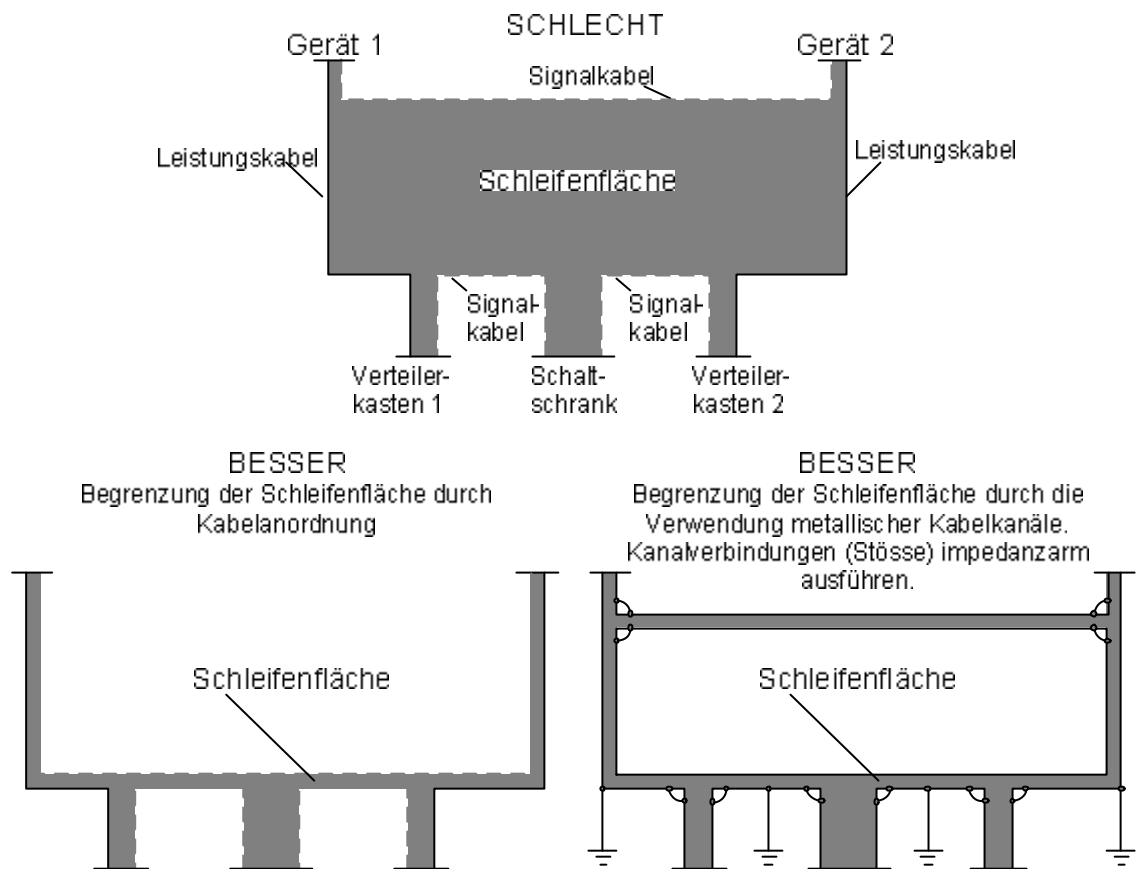 SCHLECHT
Gerät 1
Gerät 2
Signalkabel
Leistungskabel
Leistungskabel
Schleifenfläche
Signal-
kabel
Signal-
kabel
Verteiler-
kasten 1
Schalt-
schrank
Verteiler-
kasten 2
BESSER
Begrenzung der Schleifenfläche durch
Kabelanordnung
Schleifenfläche
BESSER
Begrenzung der Schleifenfläche durch die
Verwendung metallischer Kabelkanäle.
Kanalverbindungen (Stösse) impedanzarm
ausführen.
Schleifenfläche